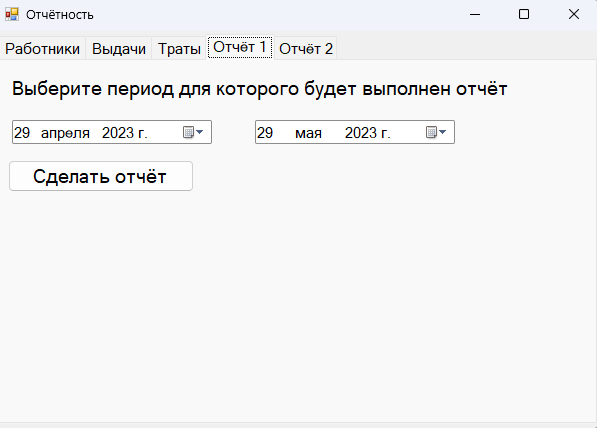 Отчётность
Работники Выдачи Траты Отчёт 1 Отчёт 2
Выберите период для которого будет выполнен отчёт
29 апреля 2023 г. 29 мая 2023 г.
Сделать отчёт